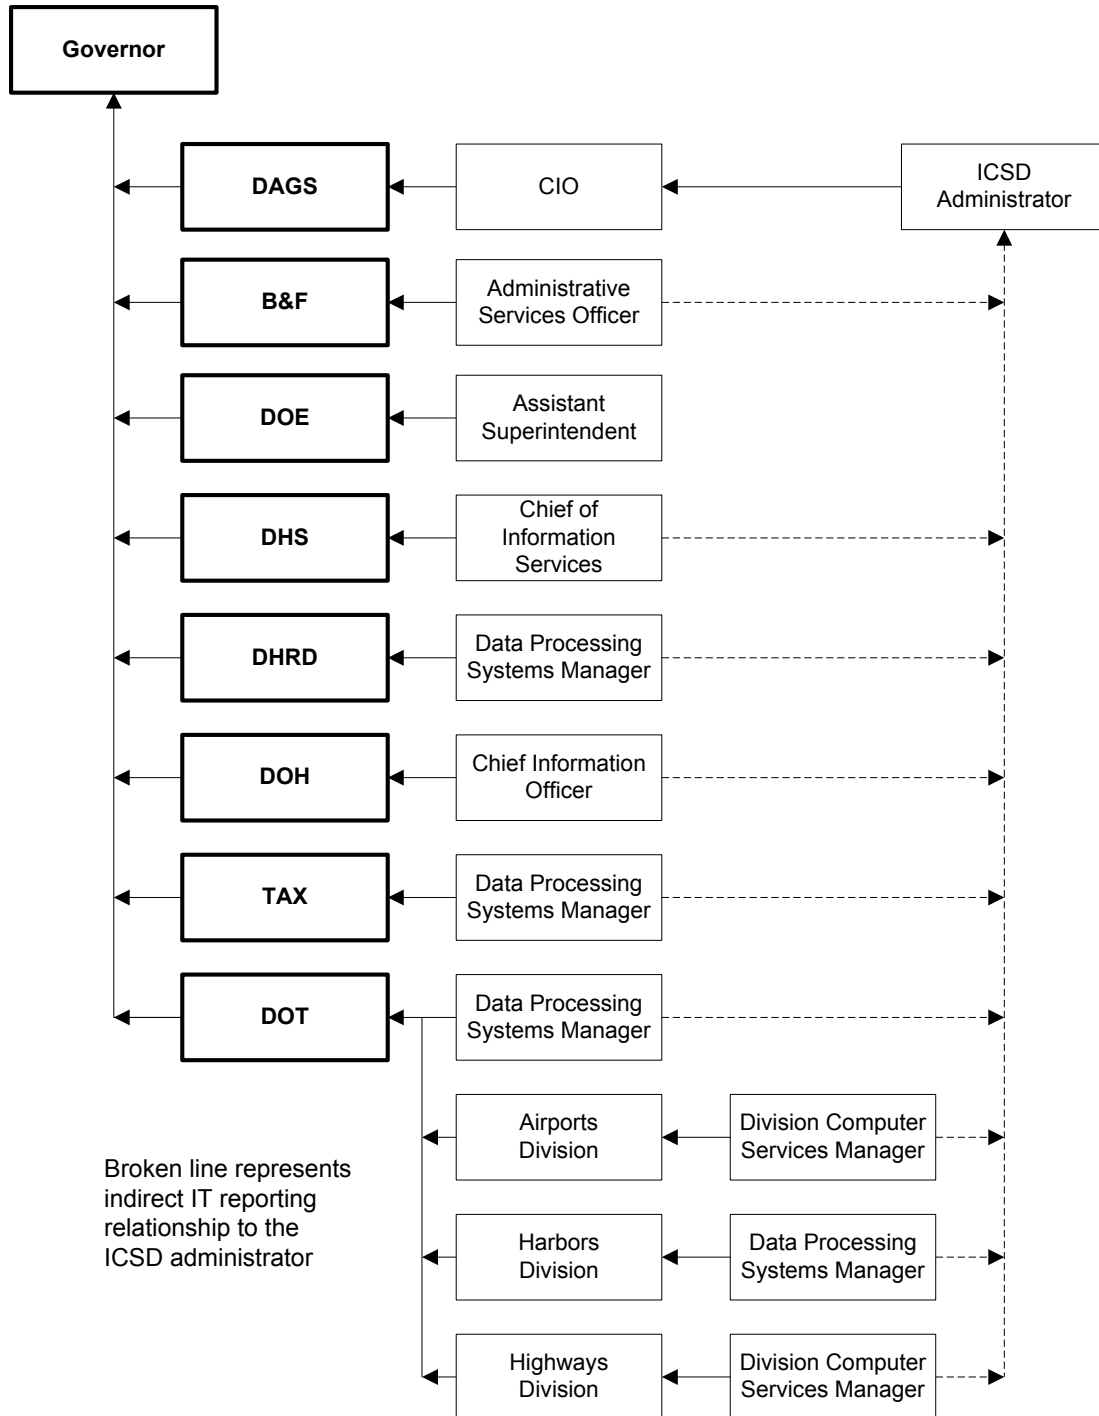 Governor
DAGS
CIO
ICSD
Administrator
B&F
Administrative
Services Officer
DOE
Assistant
Superintendent
DHS
Chief of
Information
Services
DHRD
Data Processing
Systems Manager
DOH
Chief Information
Officer
TAX
Data Processing
Systems Manager
DOT
Data Processing
Systems Manager
Airports
Division
Division Computer
Services Manager
Broken line represents
indirect IT reporting
relationship to the
ICSD administrator
Harbors
Division
Data Processing
Systems Manager
Highways
Division
Division Computer
Services Manager